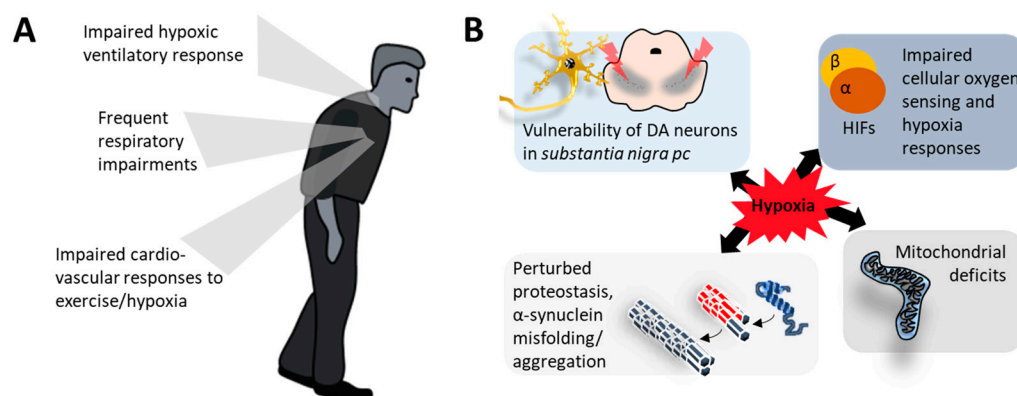 A
Impaired hypoxic
ventilatory response
Frequent
respiratory
impairments
Impaired cardio-
vascular responses to
exercise/hypoxia
B
Vulnerability of DA neurons
in substantia nigra pc
β
α
HIFs
Impaired
cellular oxygen
sensing and
hypoxia
responses
Hypoxia
Perturbed
proteostasis,
α-synuclein
misfolding/
aggregation
Mitochondrial
deficits